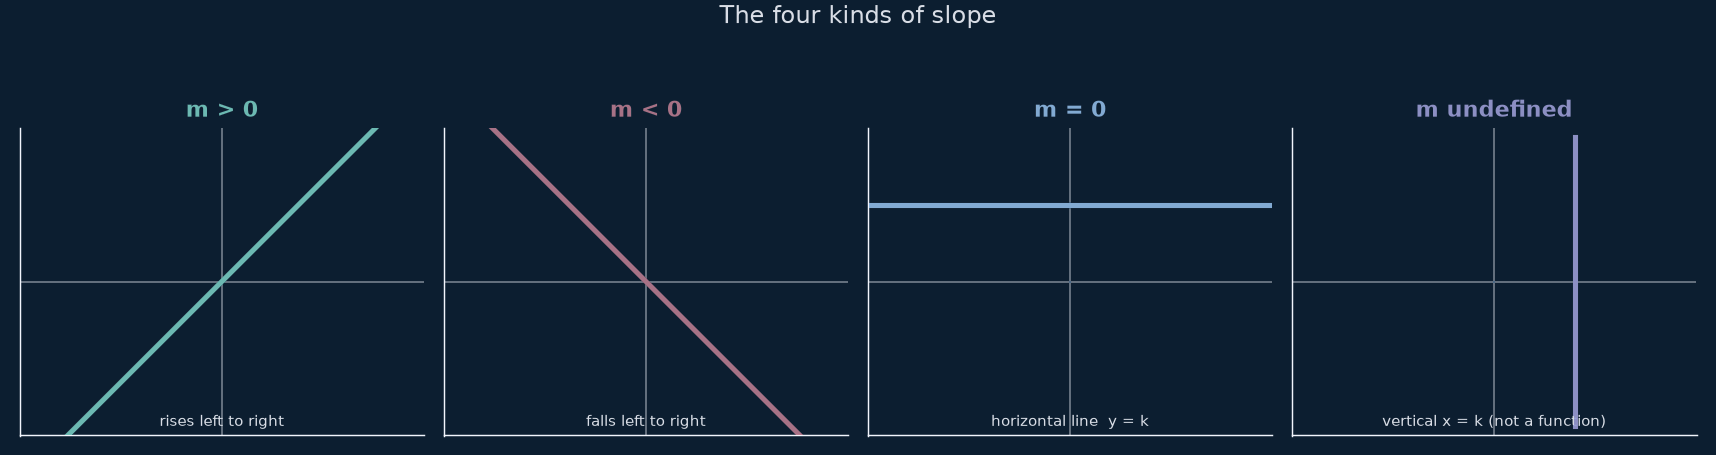 The four kinds of slope
m > 0
m < 0
m = 0
m undefined
rises left to right
falls left to right
horizontal line  y = k
vertical x = k (not a function)